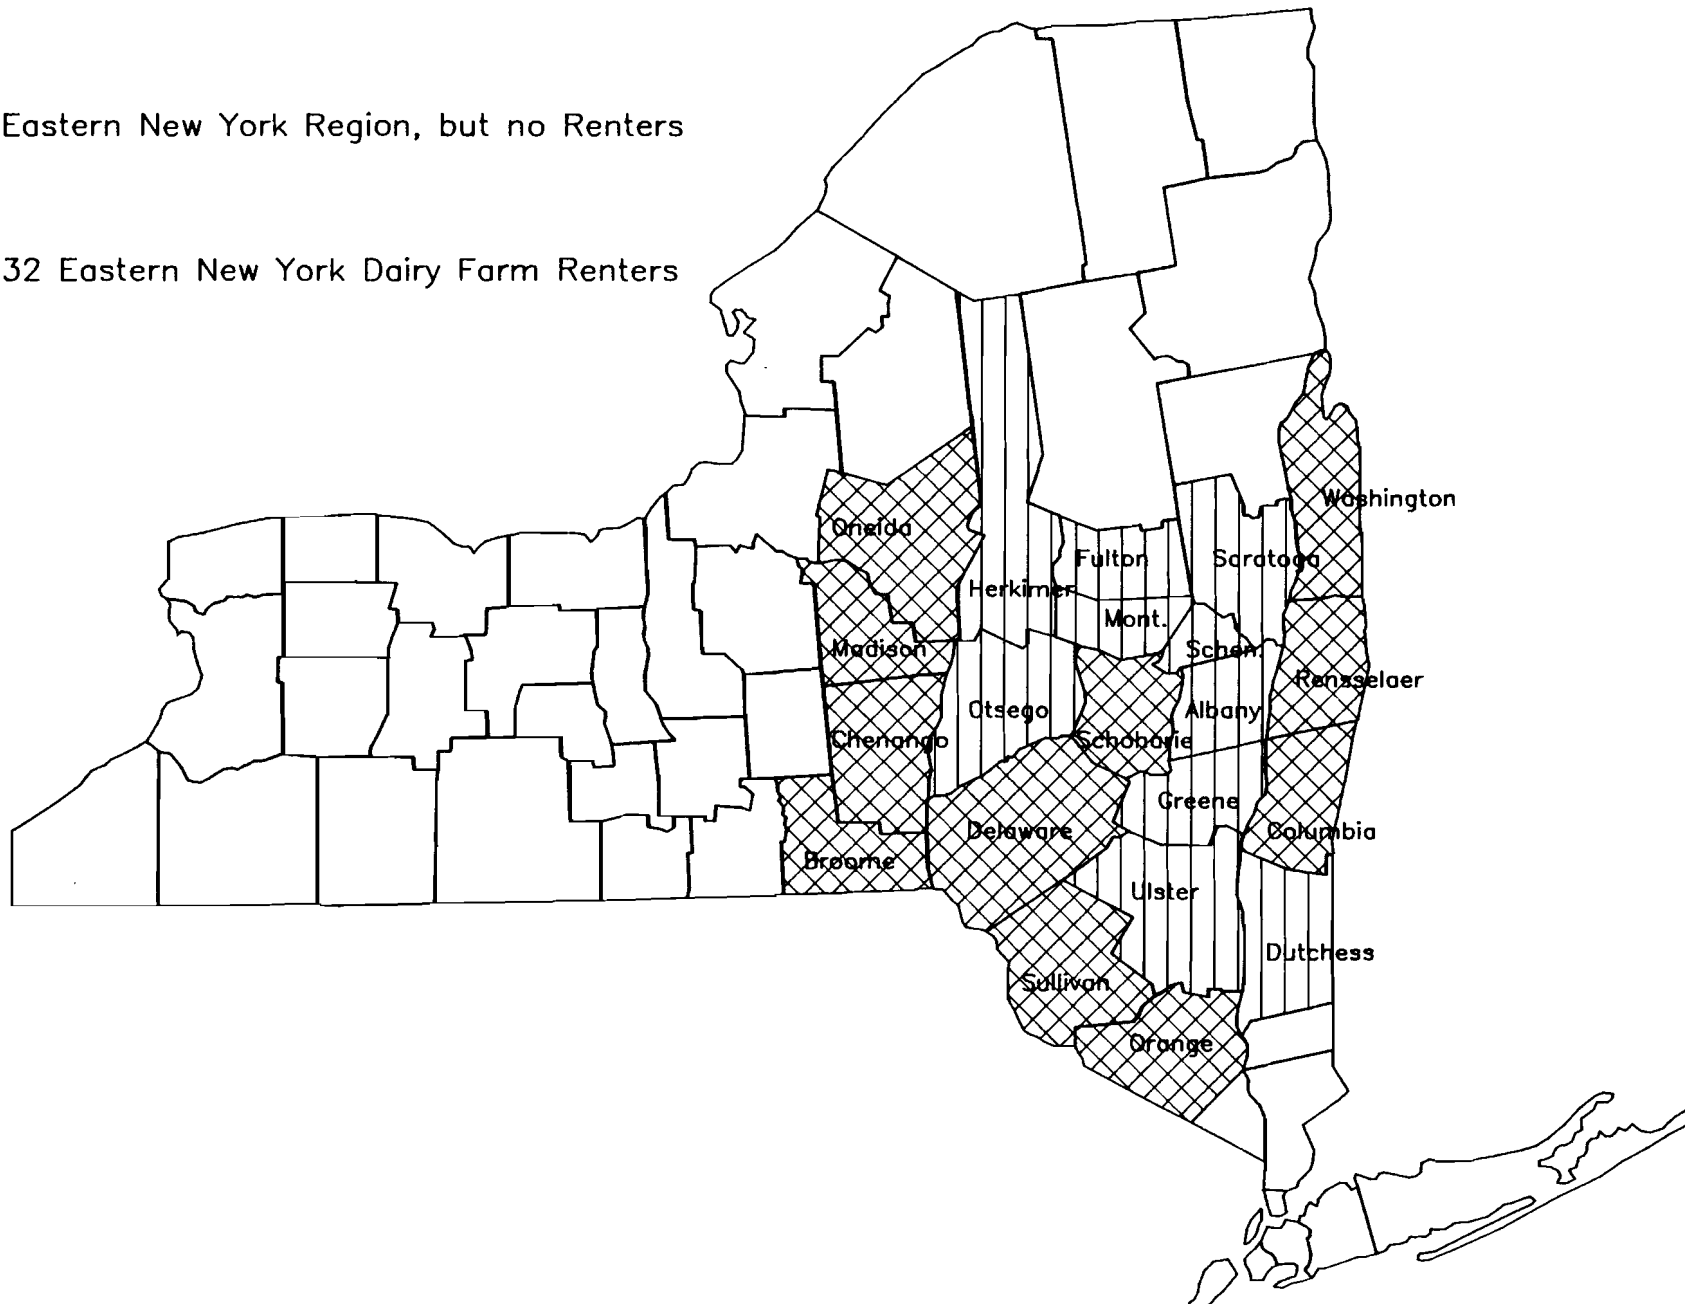 Eastern New York Region, but no Renters
32 Eastern New York Dairy Farm Renters
Washington
Oneida
Fulton
Saratoga
Herkimer
Mont.
Madison
Schen.
Rensselaer
Otsego
Albany
Chenango
Schoharie
Greene
Delaware
Columbia
Broome
Ulster
Dutchess
Sullivan
Orange